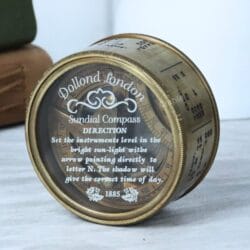 Dollond London
Sundial Compass
DIRECTION
Set the instruments level in the
bright sun-light withe
arrow pointing directly to
letter N. The shadow will
give the correct time of day.
1885